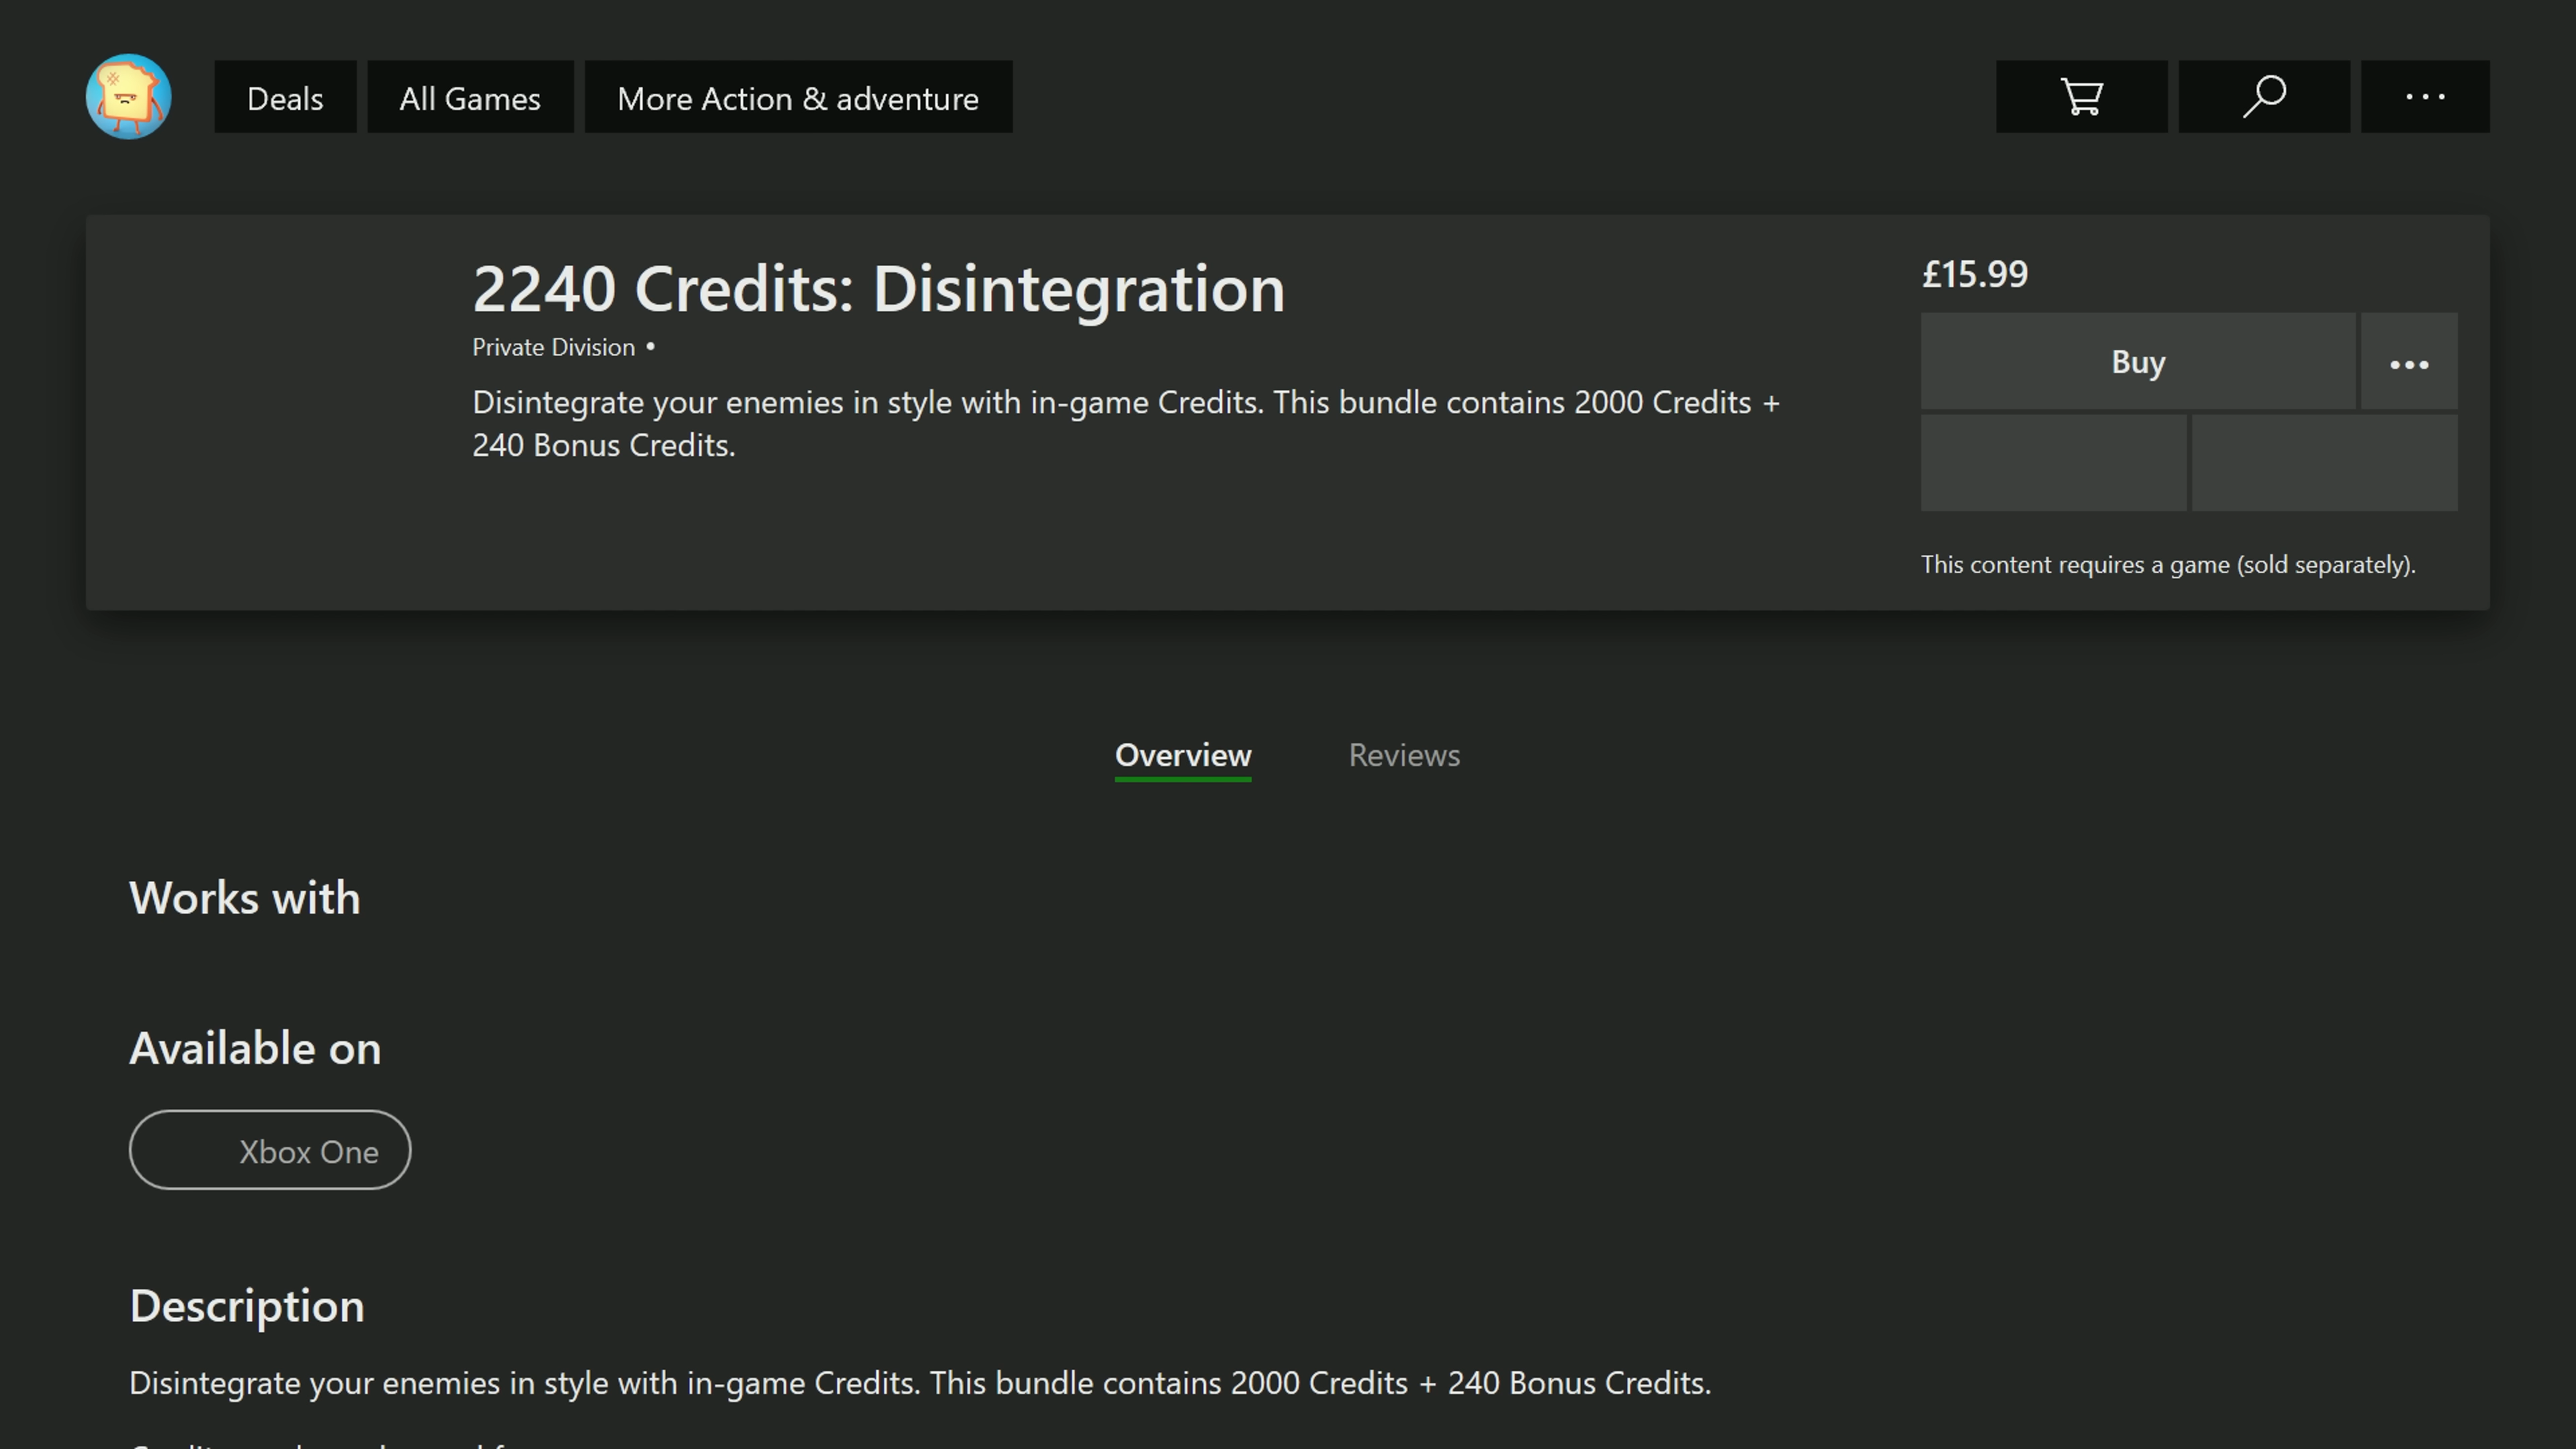 Deals
All Games
More Action & adventure
2240 Credits: Disintegration
Private Division •
Disintegrate your enemies in style with in-game Credits. This bundle contains 2000 Credits +
240 Bonus Credits.
£15.99
Buy
This content requires a game (sold separately).
Overview
Reviews
Works with
Available on
Xbox One
Description
Disintegrate your enemies in style with in-game Credits. This bundle contains 2000 Credits + 240 Bonus Credits.